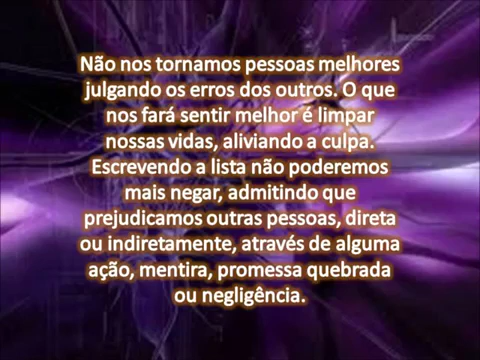 Não nos tornamos pessoas melhores
julgando os erros dos outros. O que
nos fará sentir melhor é limpar
nossas vidas, aliviando a culpa.
Escrevendo a lista não poderemos
mais negar, admitindo que
prejudicamos outras pessoas, direta
ou indiretamente, através de alguma
ação, mentira, promessa quebrada
ou negligência.